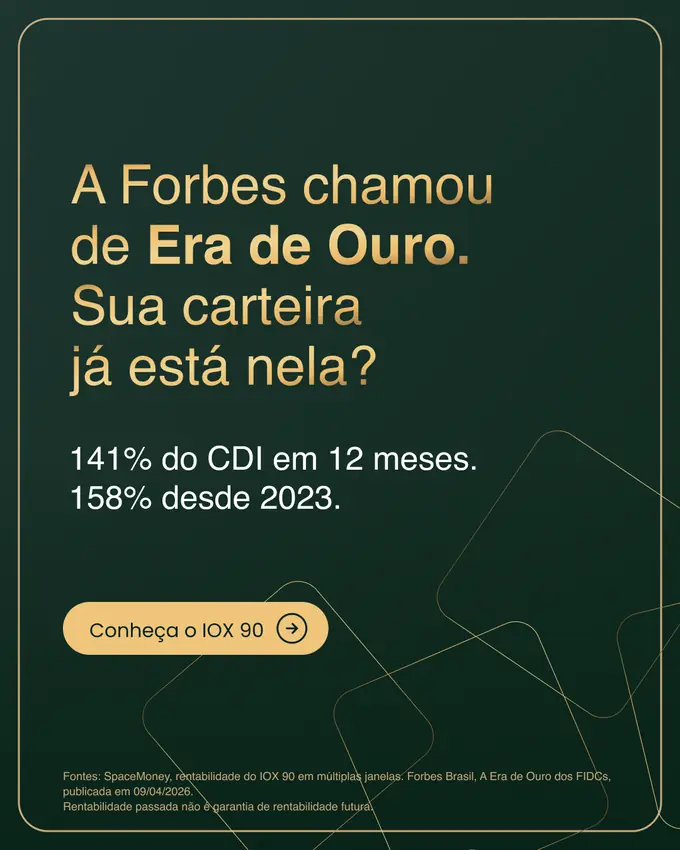 A Forbes chamou
de Era de Ouro.
Sua carteira
já está nela?
141% do CDI em 12 meses.
158% desde 2023.
Conheça o IOX 90
Fontes: SpaceMoney, rentabilidade do IOX 90 em múltiplas janelas. Forbes Brasil, A Era de Ouro dos FIDCs,
publicada em 09/04/2026.
Rentabilidade passada não é garantia de rentabilidade futura.